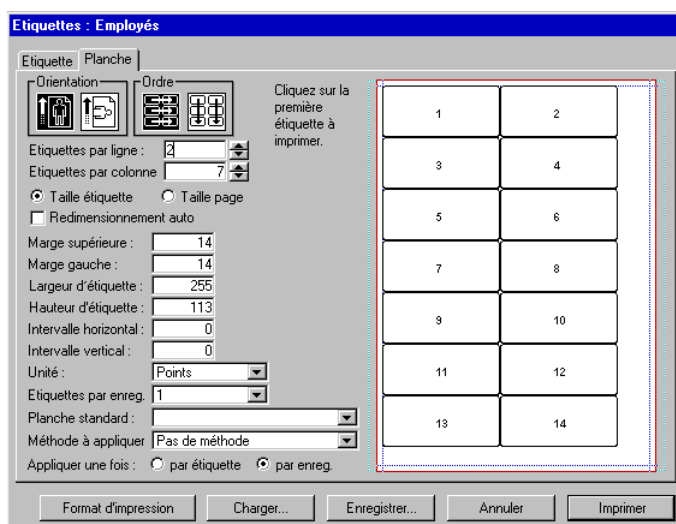 Etiquettes : Employés
Etiquette Planche
Orientation Ordre
Cliquez sur la
première
étiquette à
imprimer.
Etiquettes par ligne : 2
Etiquettes par colonne 7
Taille étiquette Taille page
Redimensionnement auto
Marge supérieure : 14
Marge gauche : 14
Largeur d'étiquette : 255
Hauteur d'étiquette : 113
Intervalle horizontal : 0
Intervalle vertical : 0
Unité : Points
Etiquettes par enreg. 1
Planche standard :
Méthode à appliquer Pas de méthode
Appliquer une fois : par étiquette par enreg.
1 2
3 4
5 6
7 8
9 10
11 12
13 14
Format d'impression Charger... Enregistrer... Annuler Imprimer